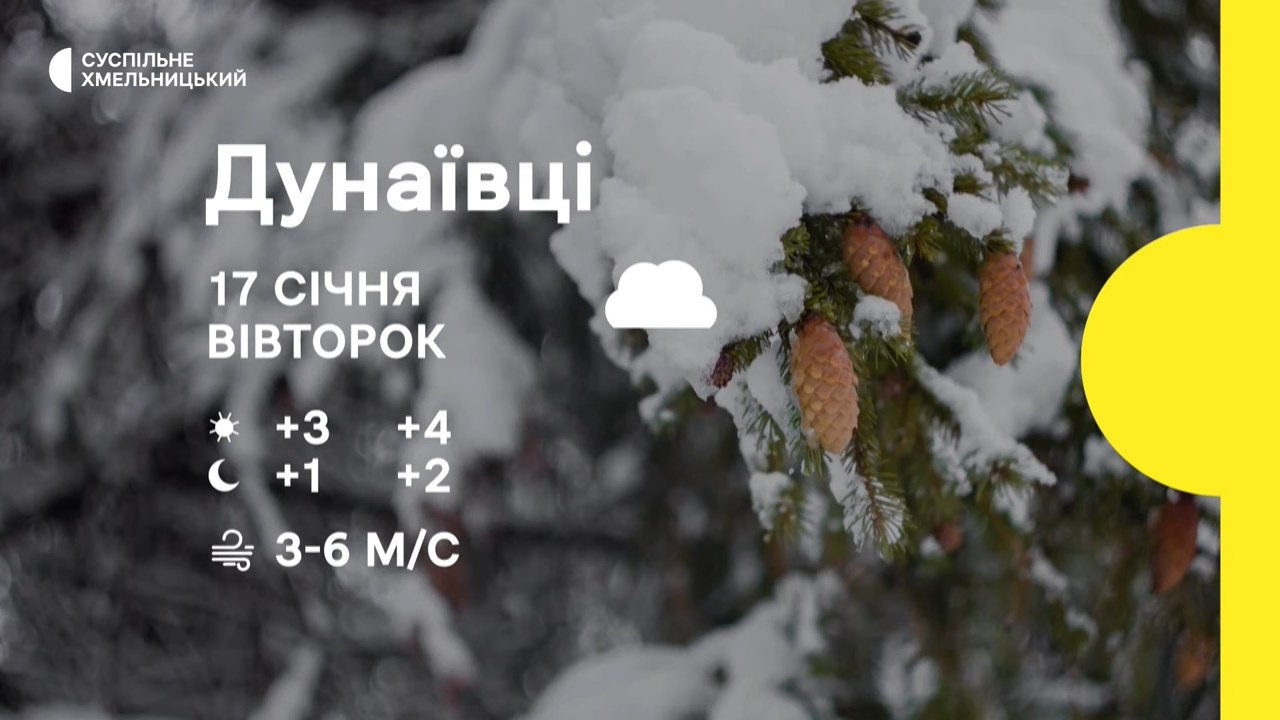 СУСПІЛЬНЕ
ХМЕЛЬНИЦЬКИЙ
Дунаївці
17 СІЧНЯ
ВІВТОРОК
+3 +4
+1 +2
3-6 М/С